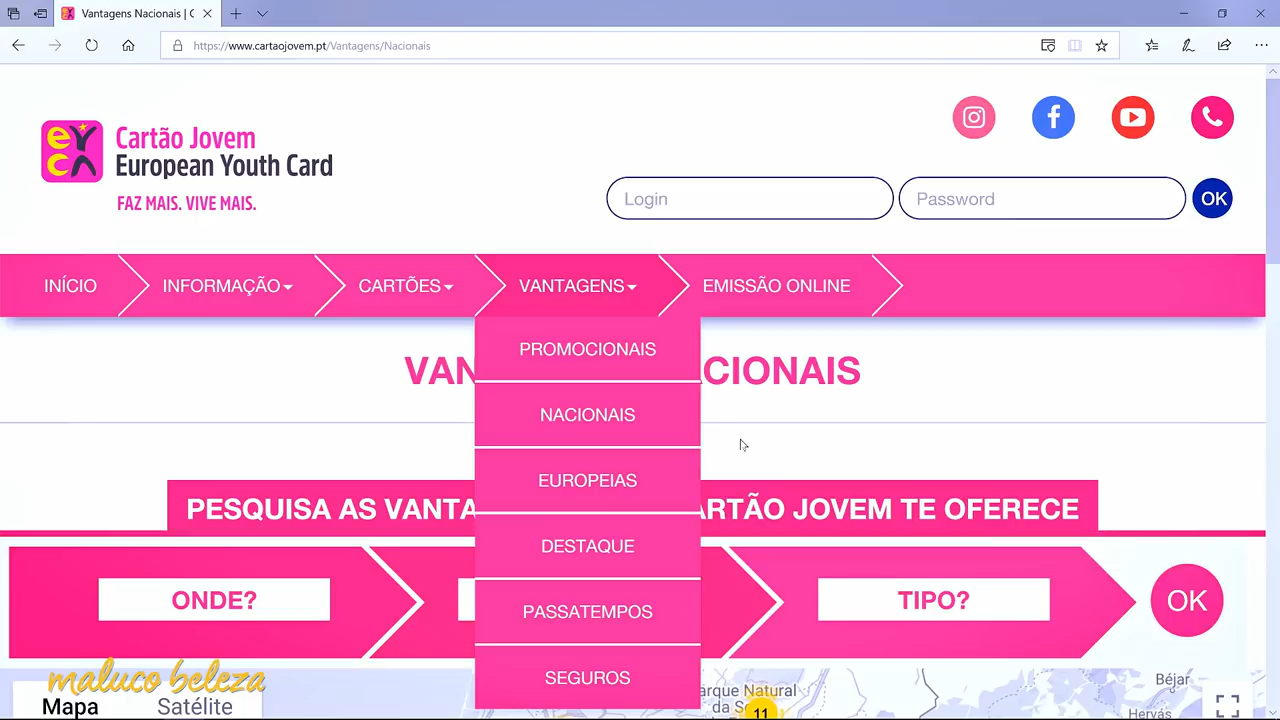 Vantagens Nacionais | C
https://www.cartaojovem.pt/Vantagens/Nacionais
eyca
Cartão Jovem
European Youth Card
FAZ MAIS. VIVE MAIS.
Login
Password
OK
INÍCIO
INFORMAÇÃO
CARTÕES
VANTAGENS
EMISSÃO ONLINE
PROMOCIONAIS
VAN
CIONAIS
NACIONAIS
EUROPEIAS
PESQUISA AS VANTA
ARTÃO JOVEM TE OFERECE
DESTAQUE
ONDE?
TIPO?
OK
PASSATEMPOS
SEGUROS
maluco beleza
Mapa
Satélite
arque Natural
da S
11
Béjar
Hervás